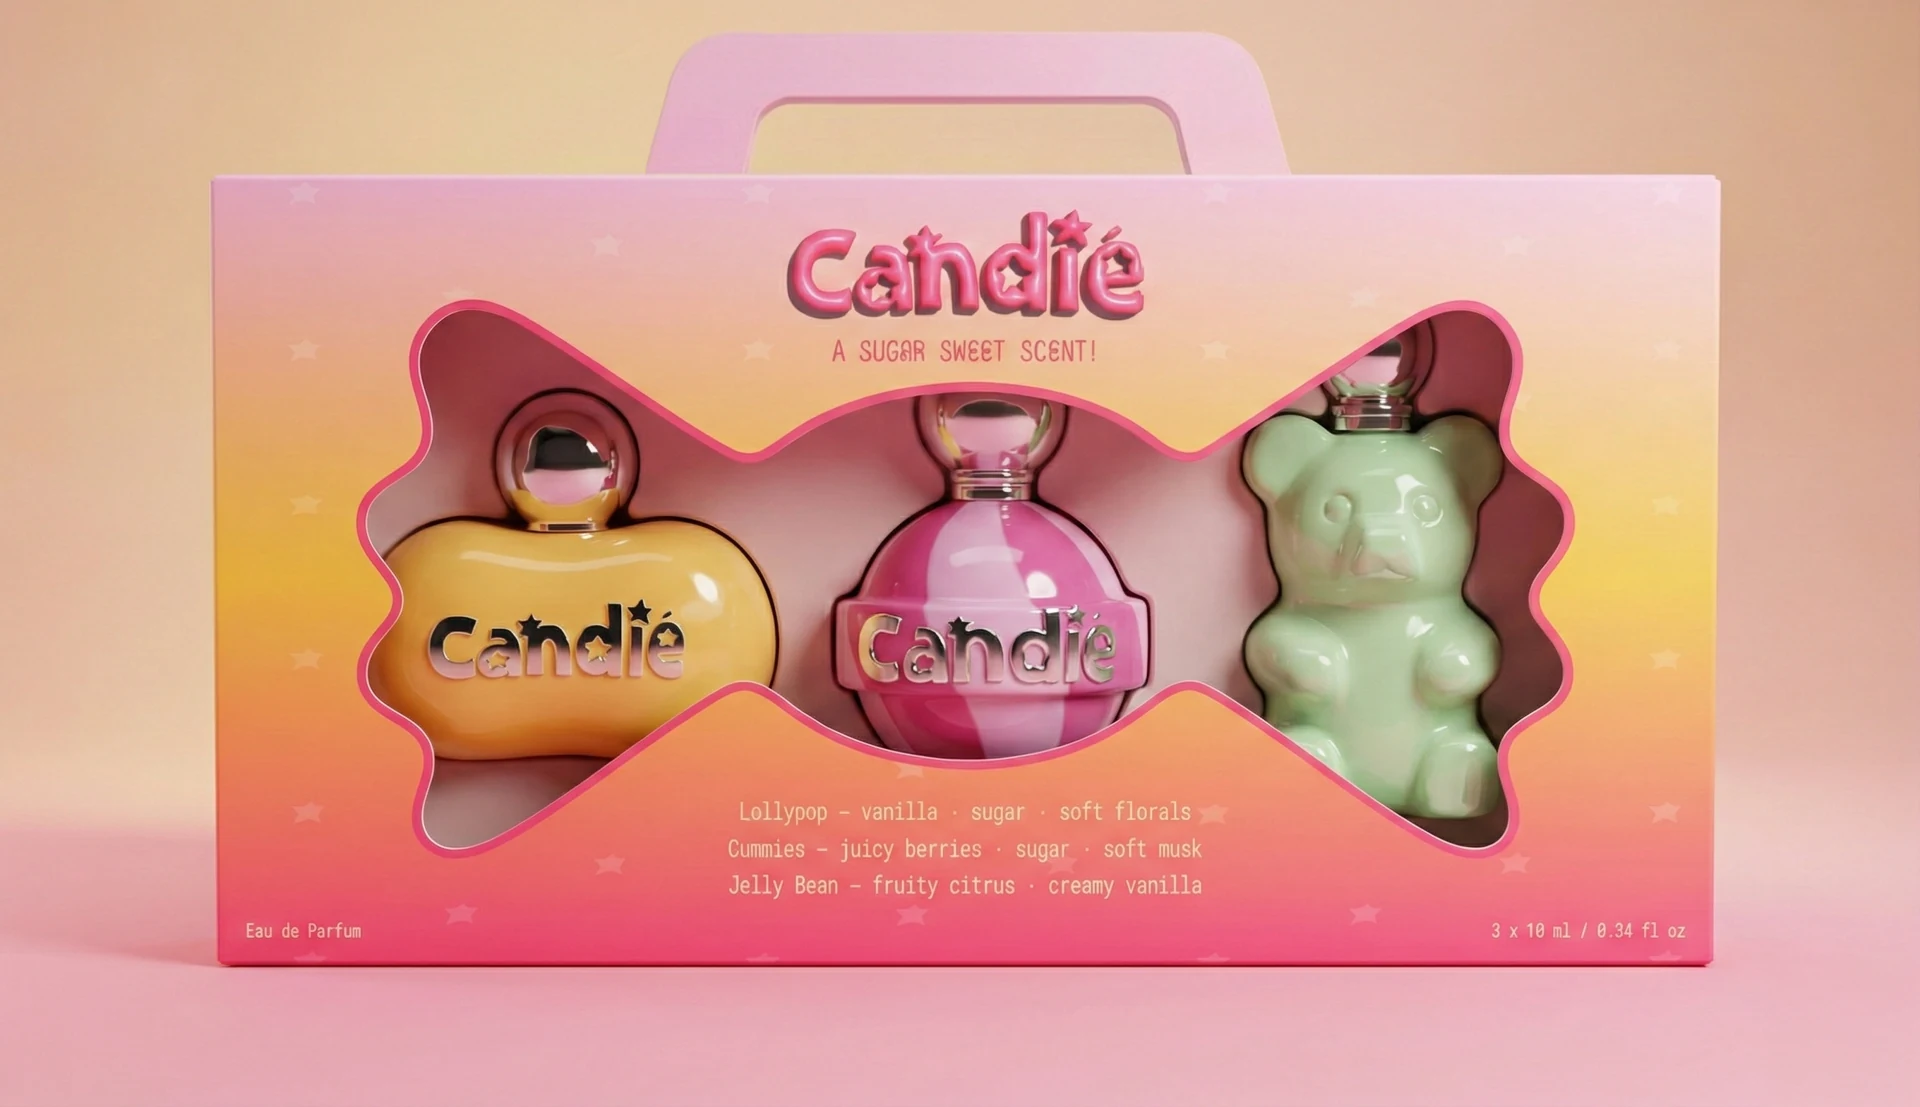 Candié
A SUGAR SWEET SCENT!
Candié
Candié
Lollypop – vanilla · sugar · soft florals
Cummies – juicy berries · sugar · soft musk
Jelly Bean – fruity citrus · creamy vanilla
Eau de Parfum
3 x 10 ml / 0.34 fl oz